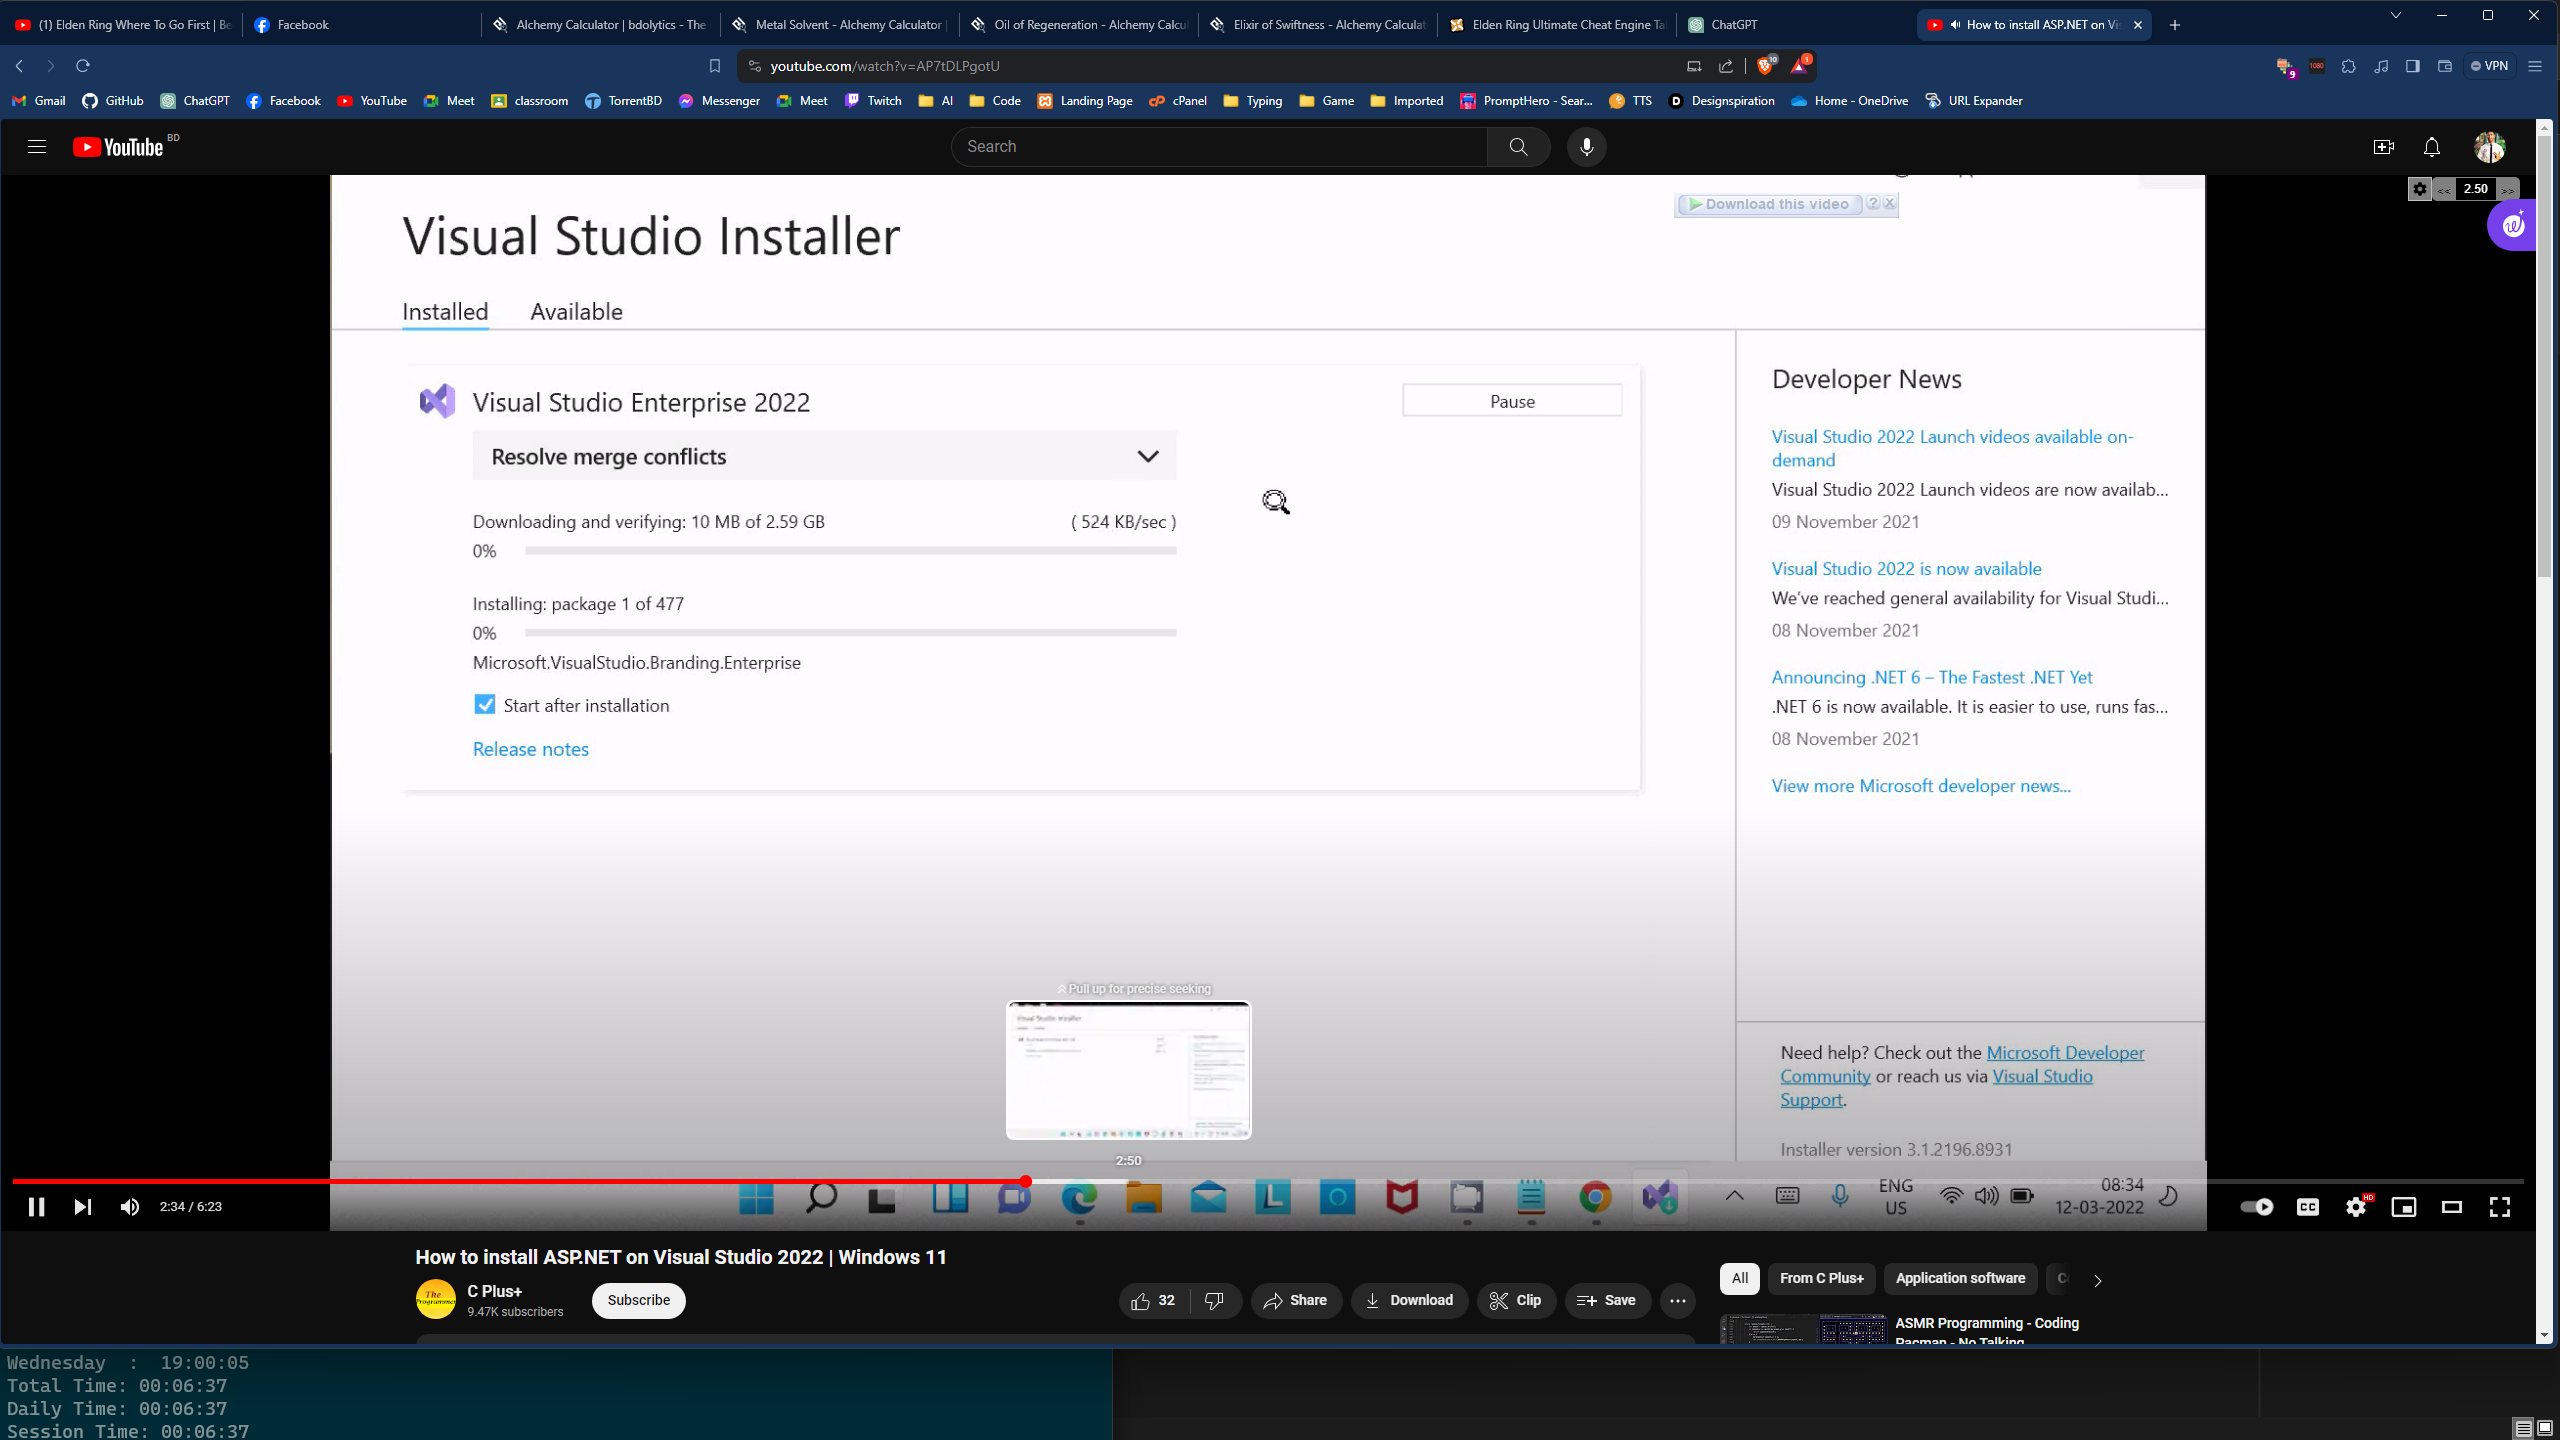 (1) Elden Ring Where To Go First | Be
Facebook
Alchemy Calculator | bdolytics - The
Metal Solvent - Alchemy Calculator |
Oil of Regeneration - Alchemy Calcul
Elixir of Swiftness - Alchemy Calculat
Elden Ring Ultimate Cheat Engine Ta
ChatGPT
How to install ASP.NET on Vi
youtube.com/watch?v=AP7tDLPgotU
10
1
9
1080
VPN
Gmail
GitHub
ChatGPT
Facebook
YouTube
Meet
classroom
TorrentBD
Messenger
Meet
Twitch
AI
Code
Landing Page
cPanel
Typing
Game
Imported
PromptHero - Sear...
TTS
Designspiration
Home - OneDrive
URL Expander
YouTube BD
Search
<< 2.50 >>
Download this video ? x
Visual Studio Installer
Installed Available
Visual Studio Enterprise 2022
Pause
Resolve merge conflicts
Downloading and verifying: 10 MB of 2.59 GB ( 524 KB/sec )
0%
Installing: package 1 of 477
0%
Microsoft.VisualStudio.Branding.Enterprise
Start after installation
Release notes
Developer News
Visual Studio 2022 Launch videos available on-
demand
Visual Studio 2022 Launch videos are now availab...
09 November 2021
Visual Studio 2022 is now available
We've reached general availability for Visual Studi...
08 November 2021
Announcing .NET 6 – The Fastest .NET Yet
.NET 6 is now available. It is easier to use, runs fas...
08 November 2021
View more Microsoft developer news...
Need help? Check out the Microsoft Developer
Community or reach us via Visual Studio
Support.
Installer version 3.1.2196.8931
Pull up for precise seeking
Visual Studio Installer
2:50
ENG
US
08:34
12-03-2022
2:34 / 6:23
CC
HD
How to install ASP.NET on Visual Studio 2022 | Windows 11
The
Programmer
C Plus+
9.47K subscribers
Subscribe
32
Share
Download
Clip
Save
All
From C Plus+
Application software
ASMR Programming - Coding
Pacman - No Talking
Wednesday : 19:00:05
Total Time: 00:06:37
Daily Time: 00:06:37
Session Time: 00:06:37